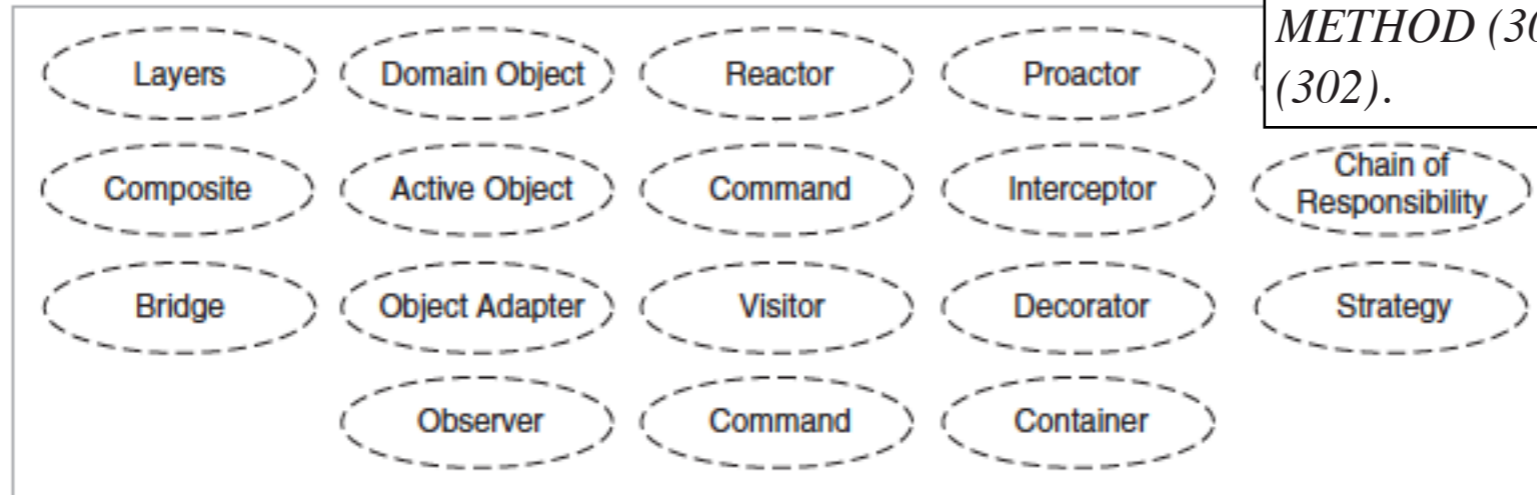 METHOD (30
(302).
Layers
Domain Object
Reactor
Proactor
Composite
Active Object
Command
Interceptor
Chain of
Responsibility
Bridge
Object Adapter
Visitor
Decorator
Strategy
Observer
Command
Container